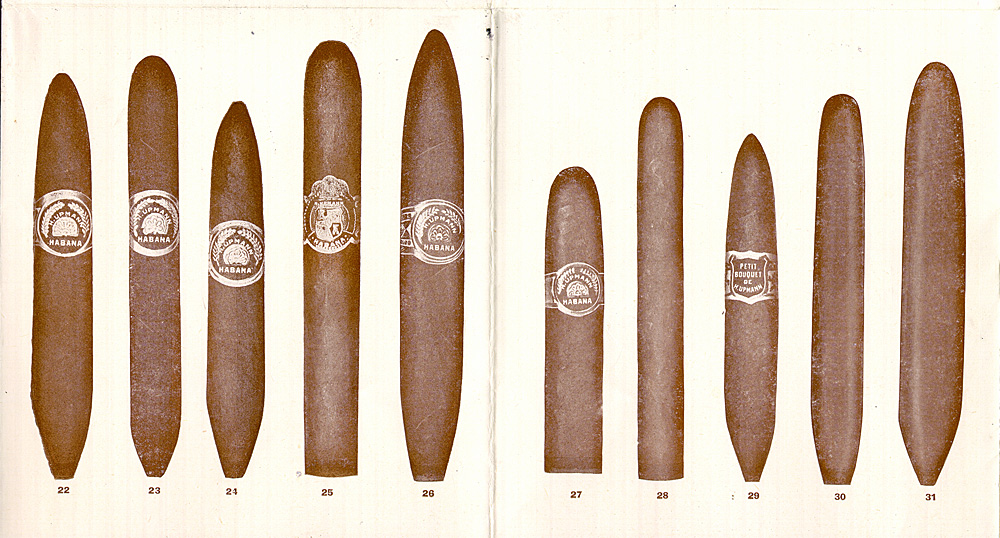 H. UPMANN
HABANA
H. UPMANN
HABANA
H. UPMANN
HABANA
HABANA
H. UPMANN
HABANA
H. UPMANN
HABANA
PETIT
BOUQUET
DE
H. UPMANN
22
23
24
25
26
27
28
29
30
31